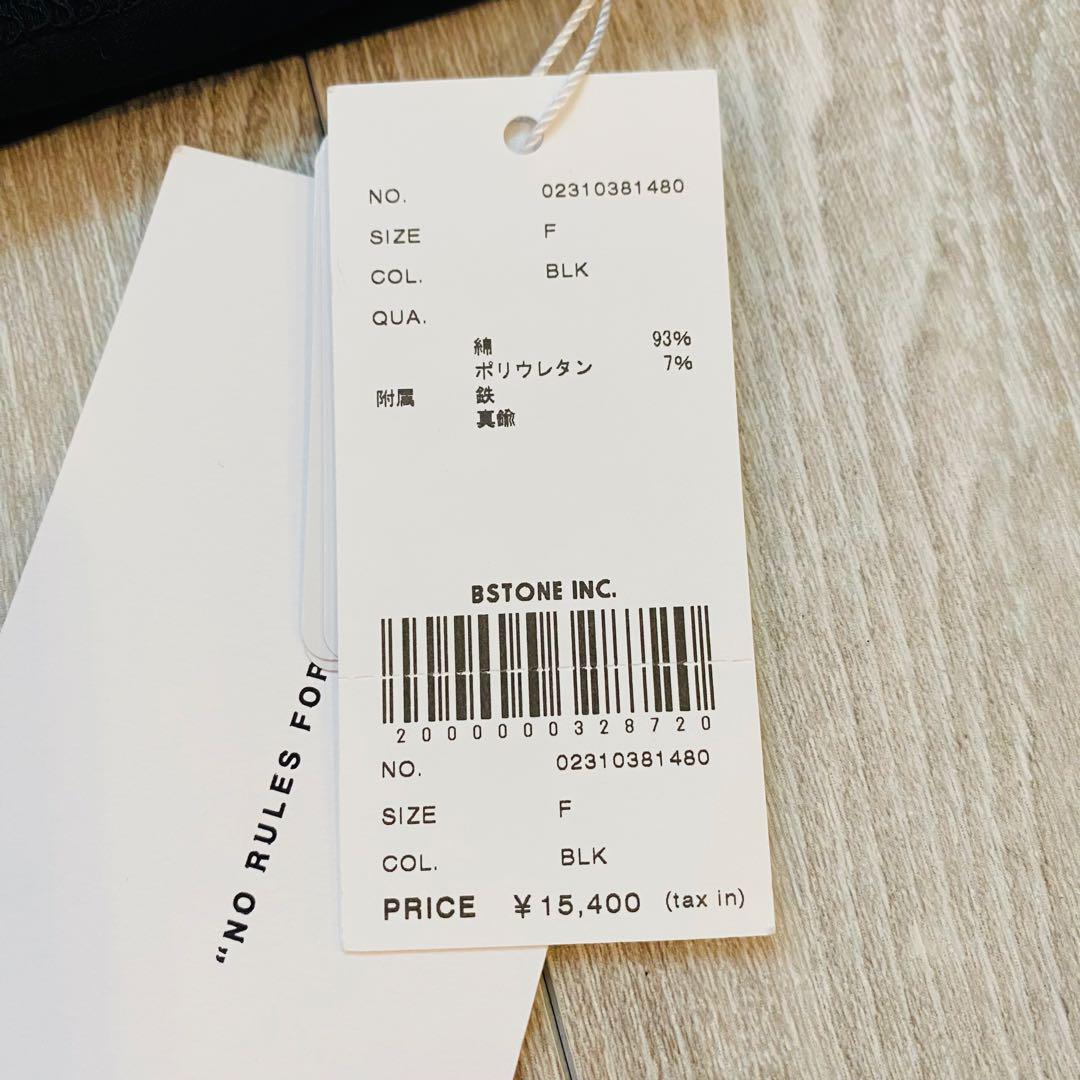 NO. 02310381480
SIZE F
COL. BLK
QUA.
綿 93%
ポリウレタン 7%
附属 鉄
真鍮
BSTONE INC.
2000000328720
NO. 02310381480
SIZE F
COL. BLK
PRICE ¥15,400 (tax in)
“NO RULES FOR